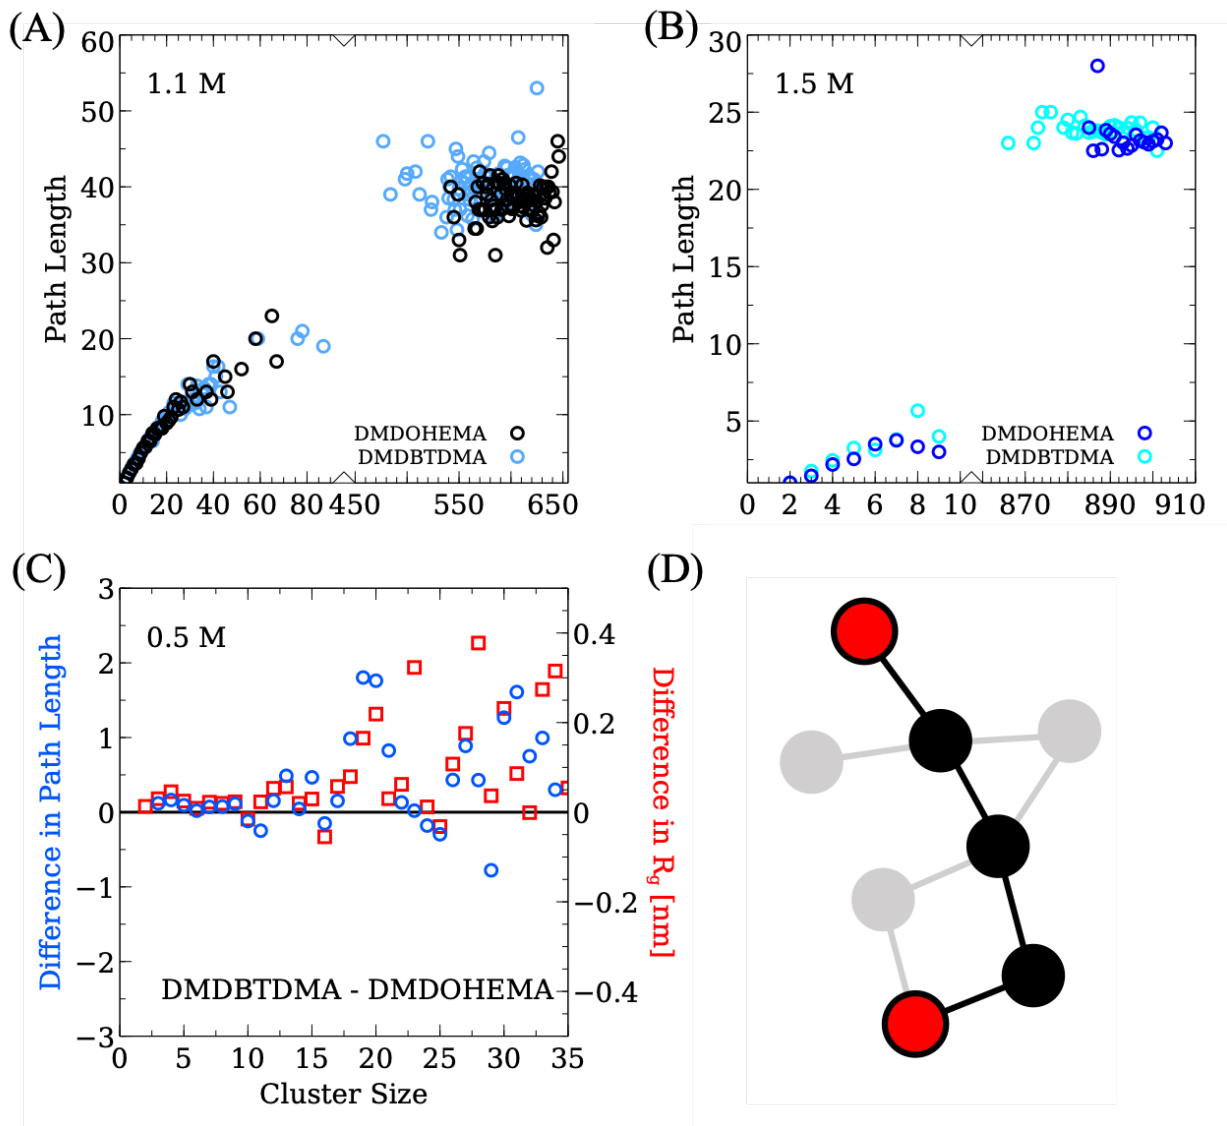 (A)
60
50
40
30
20
10
Path Length
1.1 M
DMDOHEMA
DMDBTDMA
0 20 40 60 80 450 550 650
(B)
30
25
20
15
10
5
Path Length
1.5 M
DMDOHEMA
DMDBTDMA
0 2 4 6 8 10 870 890 910
(C)
3
2
1
0
−1
−2
−3
Difference in Path Length
0.5 M
DMDBTDMA - DMDOHEMA
0.4
0.2
0
−0.2
−0.4
Difference in Rg [nm]
0 5 10 15 20 25 30 35
Cluster Size
(D)